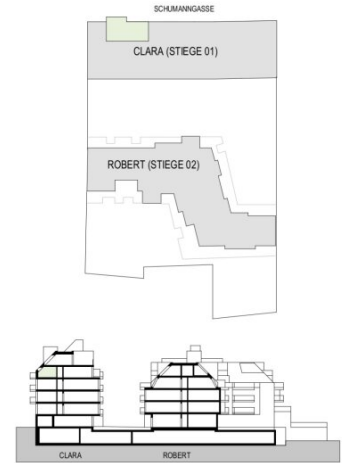 SCHUMANNGASSE
CLARA (STIEGE 01)
ROBERT (STIEGE 02)
CLARA
ROBERT